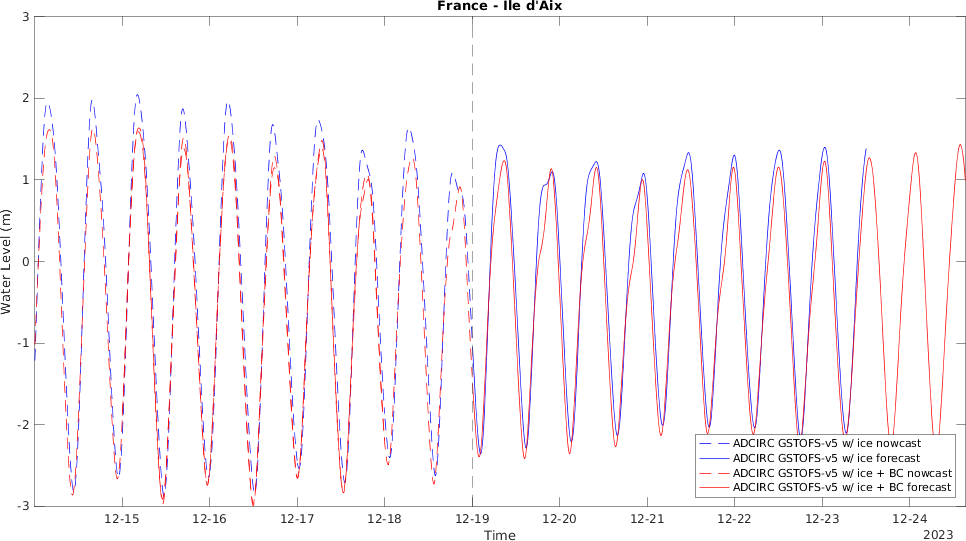 France - Ile d'Aix
3
2
1
0
-1
-2
-3
Water Level (m)
ADCIRC GSTOFS-v5 w/ ice nowcast
ADCIRC GSTOFS-v5 w/ ice forecast
ADCIRC GSTOFS-v5 w/ ice + BC nowcast
ADCIRC GSTOFS-v5 w/ ice + BC forecast
12-15 12-16 12-17 12-18 12-19 12-20 12-21 12-22 12-23 12-24
Time
2023